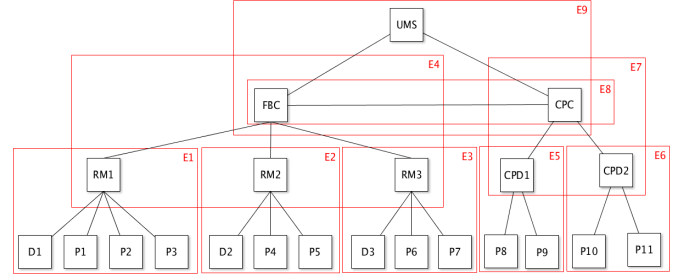 E9
UMS
E4
E7
E8
FBC
CPC
E1
E2
E3
E5
E6
RM1
RM2
RM3
CPD1
CPD2
D1
P1
P2
P3
D2
P4
P5
D3
P6
P7
P8
P9
P10
P11